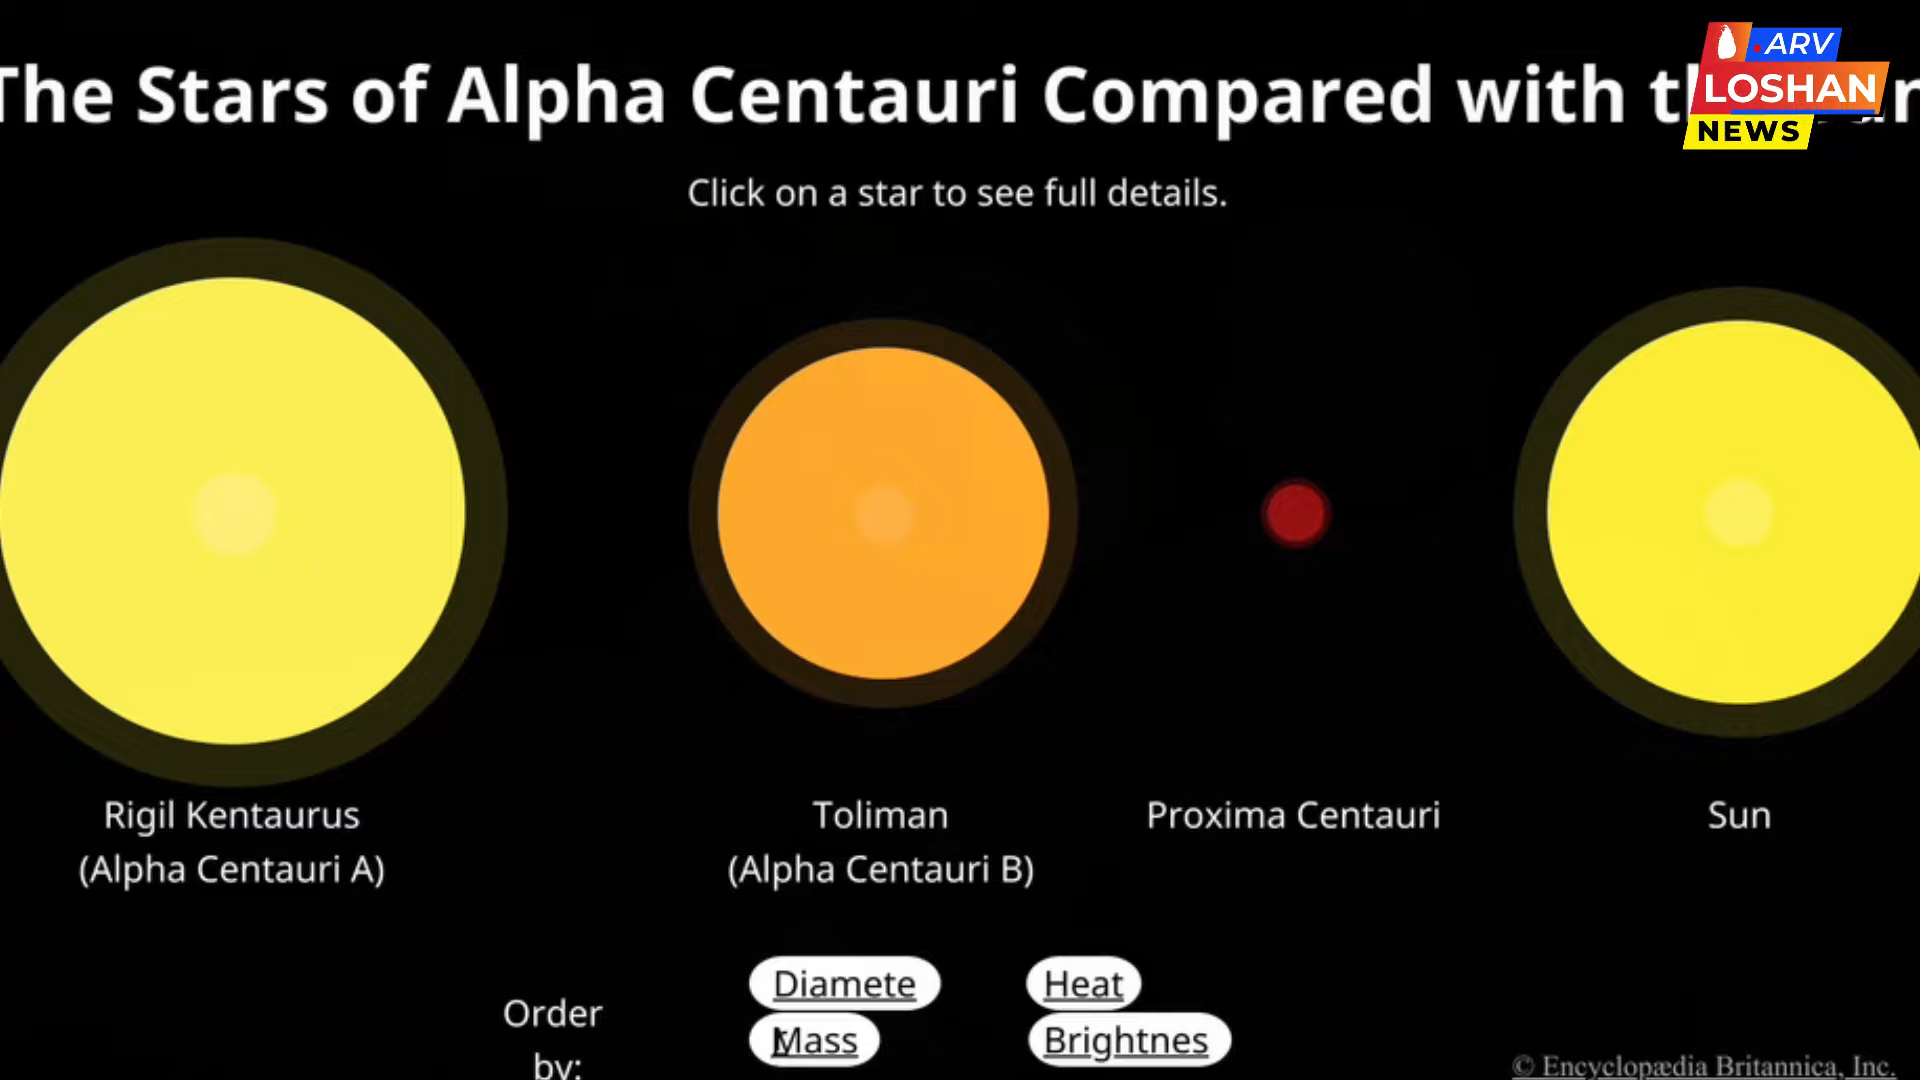 The Stars of Alpha Centauri Compared with
ARV
LOSHAN
NEWS
Click on a star to see full details.
Rigil Kentaurus
(Alpha Centauri A)
Toliman
(Alpha Centauri B)
Proxima Centauri
Sun
Order
by:
Diamete
Heat
Mass
Brightnes
© Encyclopædia Britannica, Inc.